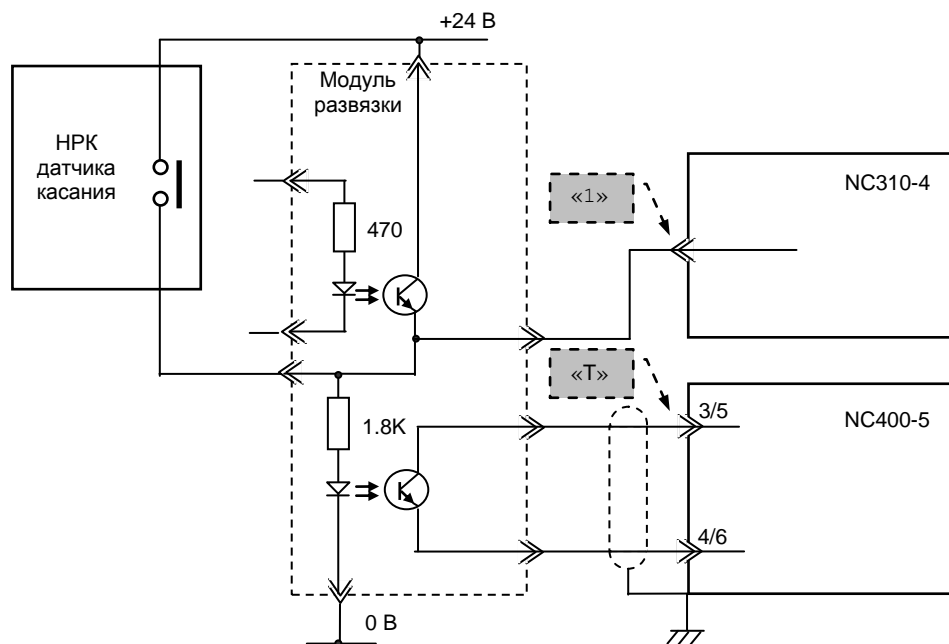 +24 В
Модуль
развязки
НРК
датчика
касания
470
«1»
NC310-4
«Т»
3/5
NC400-5
1.8K
4/6
0 В